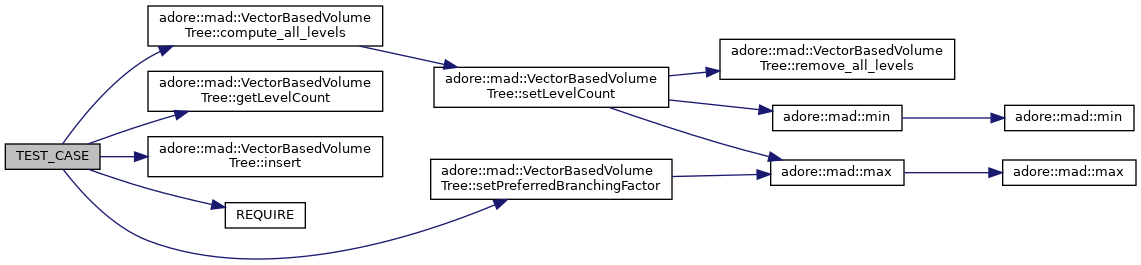 adore::mad::VectorBasedVolume
Tree::compute_all_levels
adore::mad::VectorBasedVolume
Tree::remove_all_levels
adore::mad::VectorBasedVolume
Tree::getLevelCount
adore::mad::VectorBasedVolume
Tree::setLevelCount
adore::mad::min
adore::mad::min
TEST_CASE
adore::mad::VectorBasedVolume
Tree::insert
adore::mad::VectorBasedVolume
Tree::setPreferredBranchingFactor
adore::mad::max
adore::mad::max
REQUIRE